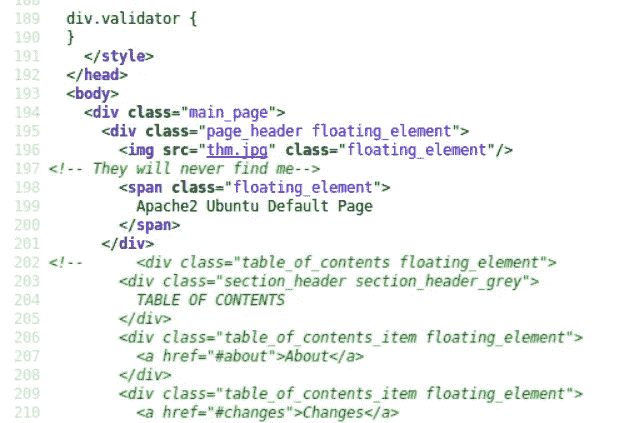 188
189 div.validator {
190 }
191 </style>
192 </head>
193 <body>
194 <div class="main_page">
195 <div class="page_header floating_element">
196 <img src="thm.jpg" class="floating_element"/>
197 <!-- They will never find me-->
198 <span class="floating_element">
199 Apache2 Ubuntu Default Page
200 </span>
201 </div>
202 <!-- <div class="table_of_contents floating_element">
203 <div class="section_header section_header_grey">
204 TABLE OF CONTENTS
205 </div>
206 <div class="table_of_contents_item floating_element">
207 <a href="#about">About</a>
208 </div>
209 <div class="table_of_contents_item floating_element">
210 <a href="#changes">Changes</a>